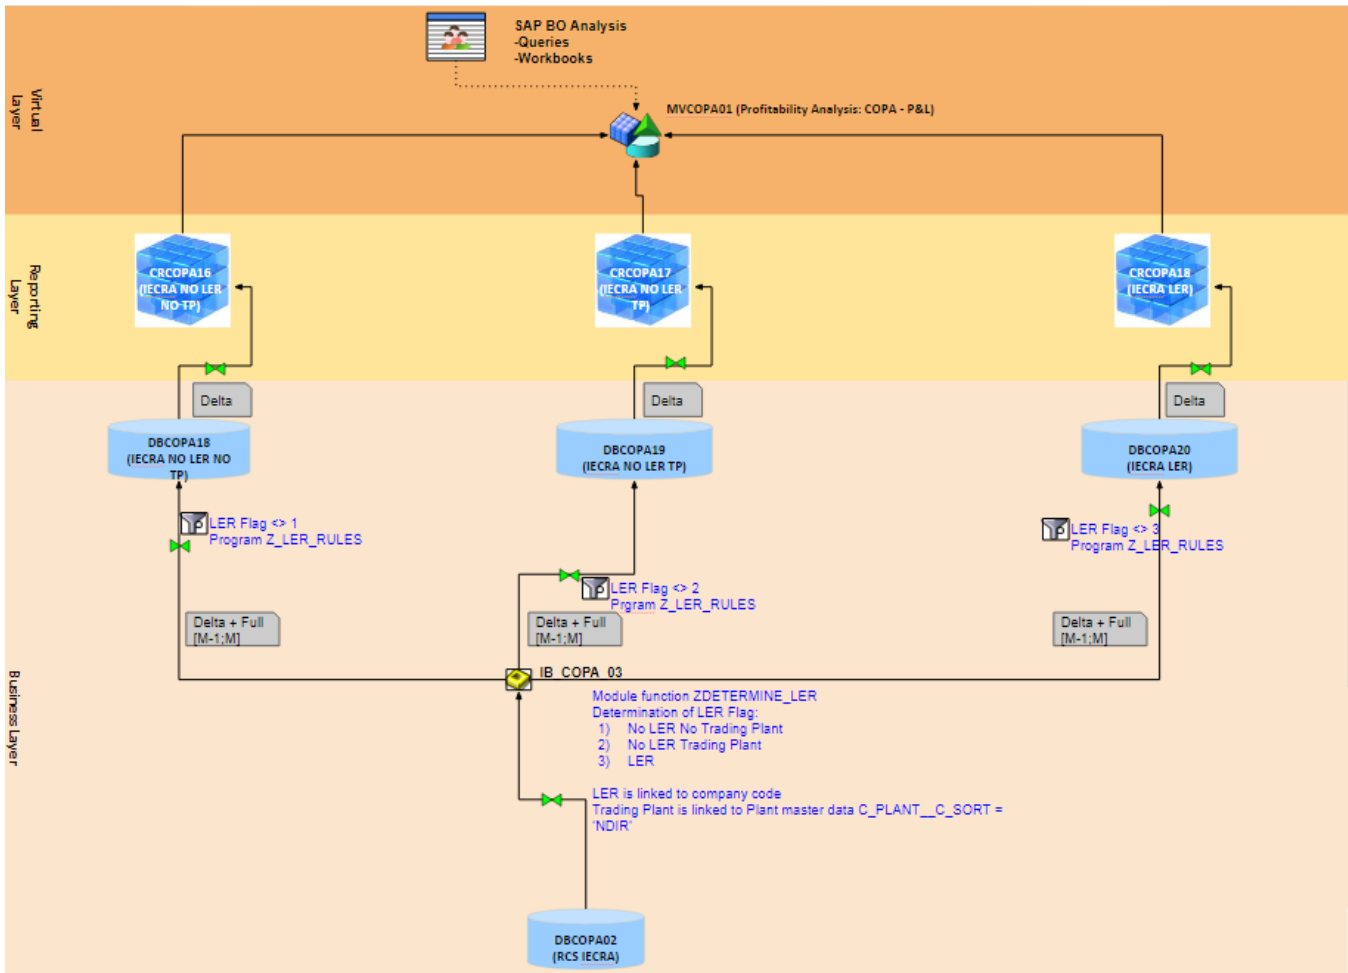 SAP BO Analysis
-Queries
-Workbooks
Virtual
Layer
MVCOPA01 (Profitability Analysis: COPA - P&L)
Reporting
Layer
CRCOPA16
(IECRA NO LER
NO TP)
CRCOPA17
(IECRA NO LER
TP)
CRCOPA18
(IECRA LER)
Delta
Delta
Delta
DBCOPA18
(IECRA NO LER NO
TP)
DBCOPA19
(IECRA NO LER TP)
DBCOPA20
(IECRA LER)
LER Flag <> 1
Program Z_LER_RULES
LER Flag <> 2
Prgram Z_LER_RULES
LER Flag <> 3
Program Z_LER_RULES
Delta + Full
[M-1;M]
Delta + Full
[M-1;M]
Delta + Full
[M-1;M]
Business Layer
IB_COPA_03
Module function ZDETERMINE_LER
Determination of LER Flag:
1) No LER No Trading Plant
2) No LER Trading Plant
3) LER
LER is linked to company code
Trading Plant is linked to Plant master data C_PLANT__C_SORT =
'NDIR'
DBCOPA02
(RCS IECRA)